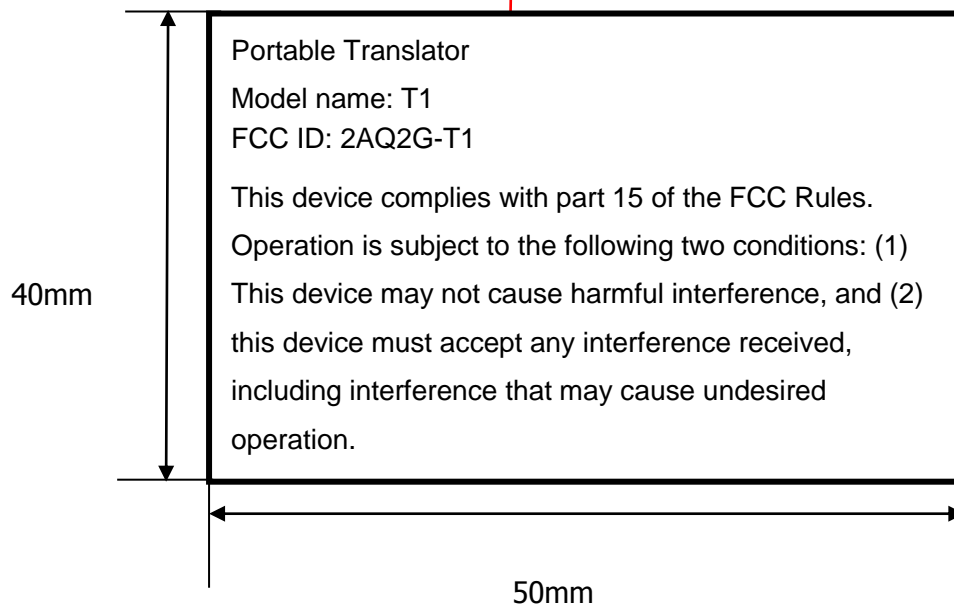 Portable Translator
Model name: T1
FCC ID: 2AQ2G-T1
This device complies with part 15 of the FCC Rules.
Operation is subject to the following two conditions: (1)
This device may not cause harmful interference, and (2)
this device must accept any interference received,
including interference that may cause undesired
operation.
40mm
50mm